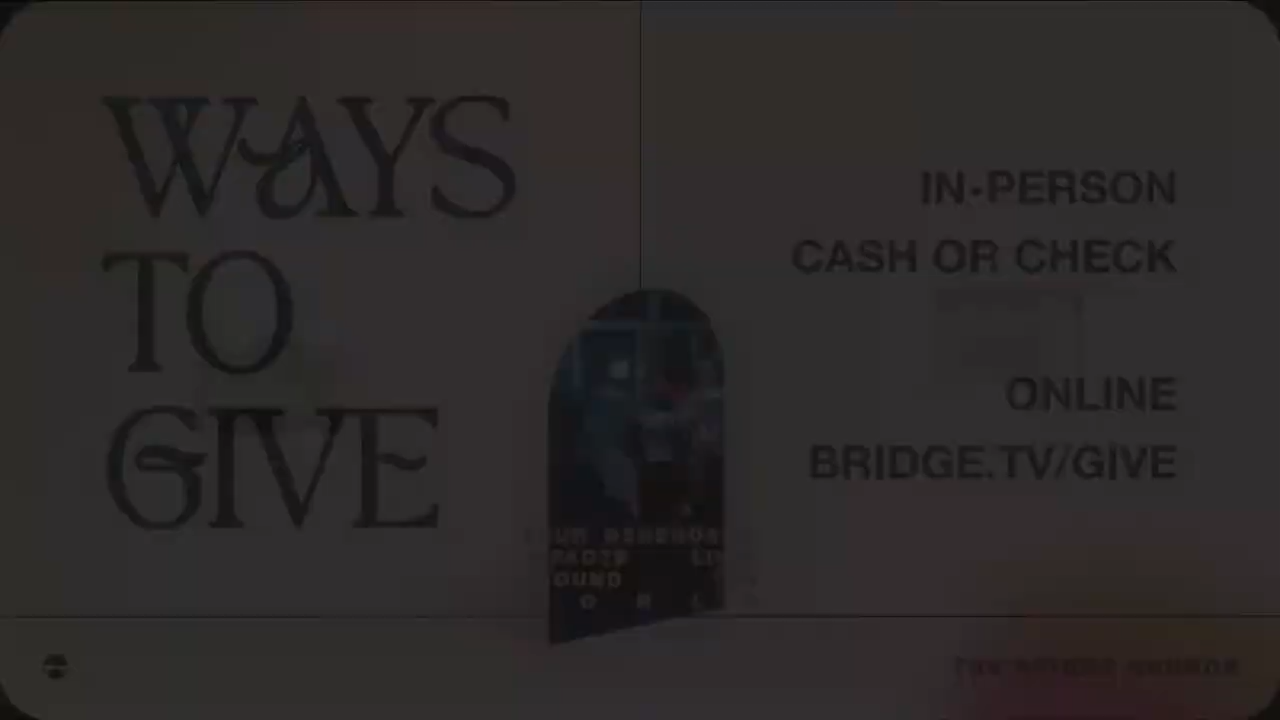 WAYS
TO
GIVE
IN-PERSON
CASH OR CHECK
ONLINE
BRIDGE.TV/GIVE